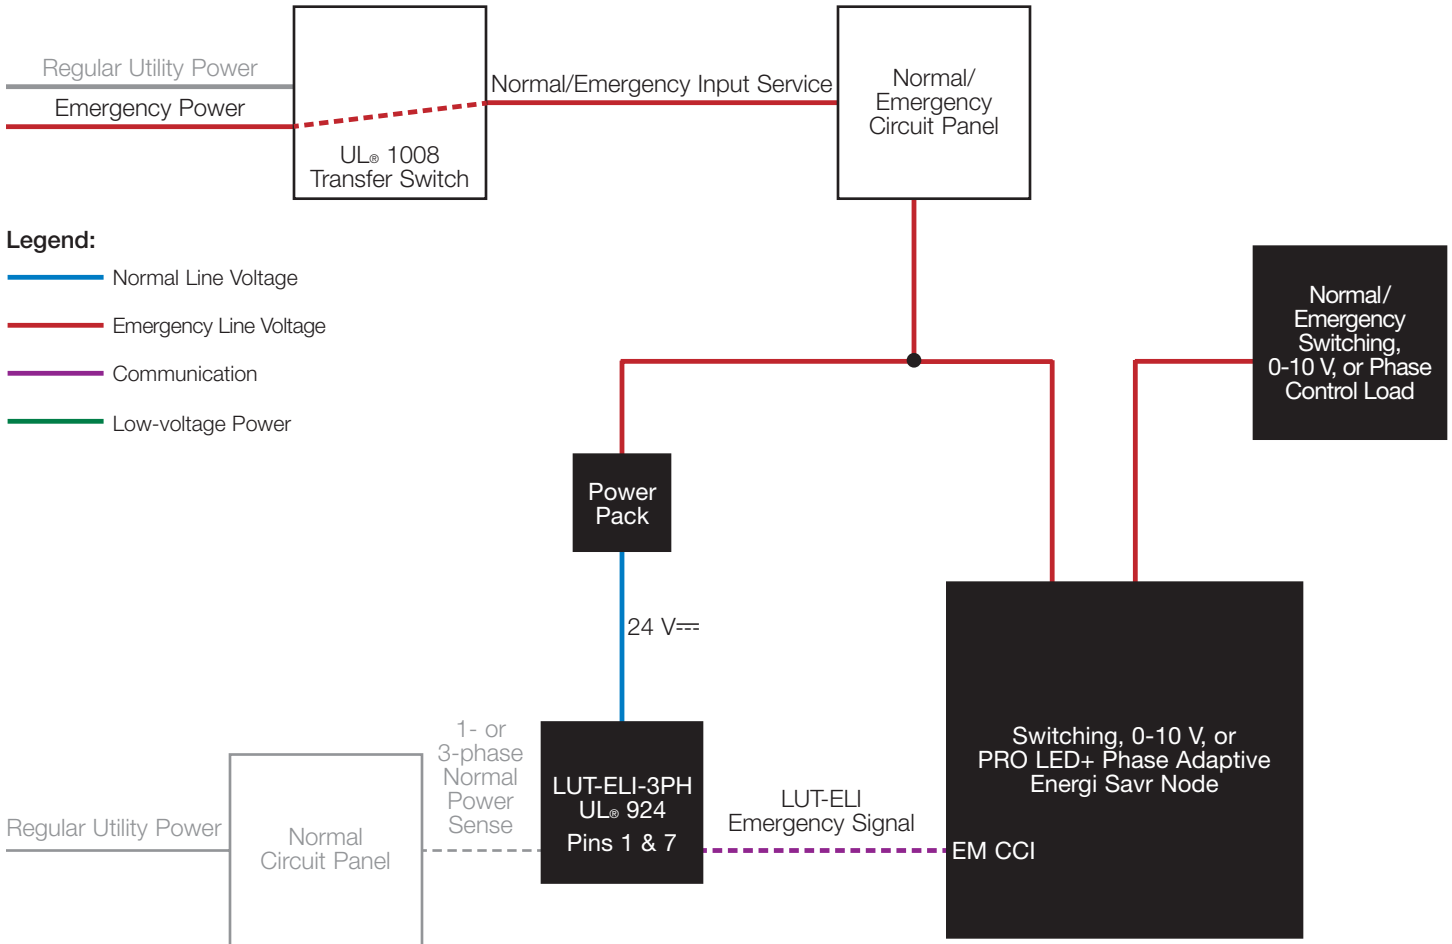 Regular Utility Power
Emergency Power
UL® 1008
Transfer Switch
Normal/Emergency Input Service
Normal/
Emergency
Circuit Panel
Legend:
Normal Line Voltage
Emergency Line Voltage
Communication
Low-voltage Power
Normal/
Emergency
Switching,
0-10 V, or Phase
Control Load
Power
Pack
24 V⎓
1- or
3-phase
Normal
Power
Sense
Regular Utility Power
Normal
Circuit Panel
LUT-ELI-3PH
UL® 924
Pins 1 & 7
LUT-ELI
Emergency Signal
Switching, 0-10 V, or
PRO LED+ Phase Adaptive
Energi Savr Node
EM CCI